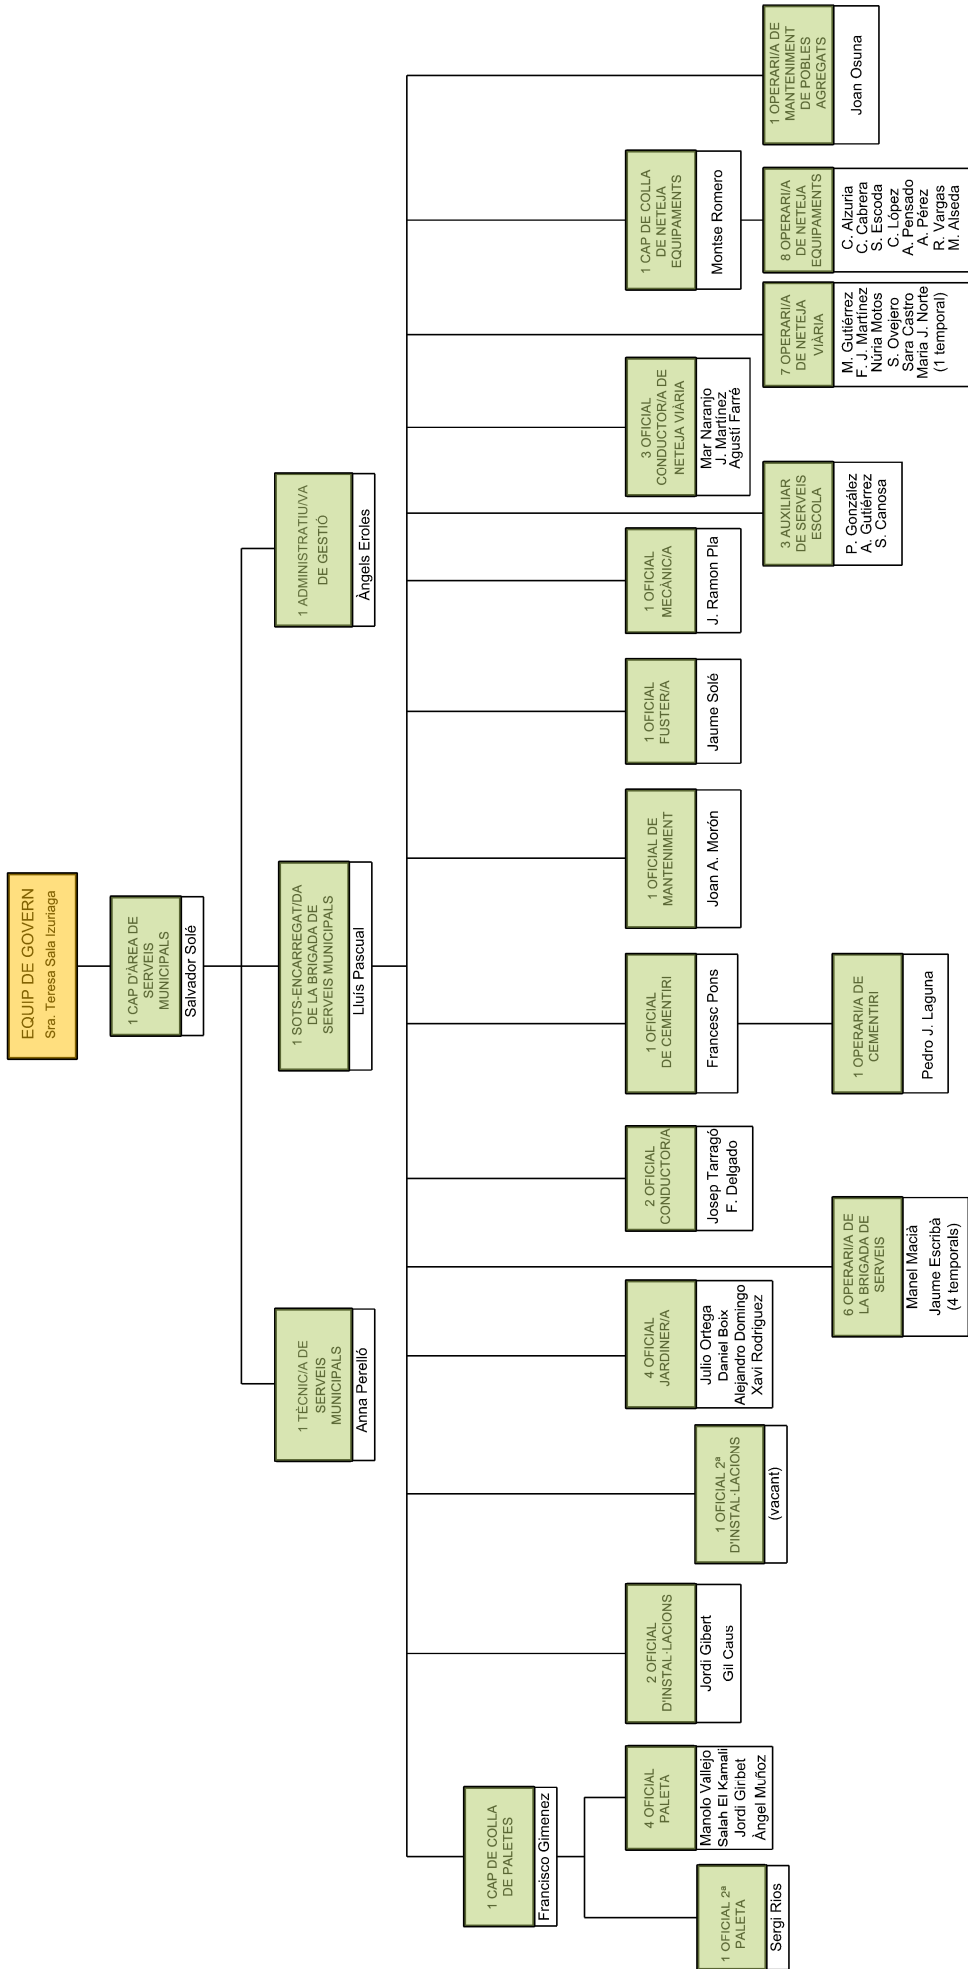 EQUIP DE GOVERN
Sra. Teresa Sala Izuriaga
1 CAP D'ÀREA DE
SERVEIS
MUNICIPALS
Salvador Solé
1 TÈCNIC/A DE
SERVEIS
MUNICIPALS
Anna Perelló
1 SOTS-ENCARREGAT/DA
DE LA BRIGADA DE
SERVEIS MUNICIPALS
Lluís Pascual
1 ADMINISTRATIU/VA
DE GESTIÓ
Àngels Eroles
1 CAP DE COLLA
DE PALETES
Francisco Gimenez
1 OFICIAL 2ª
PALETA
Sergi Rios
4 OFICIAL
PALETA
Manolo Vallejo
Salah El Kamali
Jordi Giribet
Àngel Muñoz
2 OFICIAL
D'INSTAL·LACIONS
Jordi Gibert
Gil Caus
1 OFICIAL 2ª
D'INSTAL·LACIONS
(vacant)
4 OFICIAL
JARDINER/A
Julio Ortega
Daniel Boix
Alejandro Domingo
Xavi Rodriguez
6 OPERARI/A DE
LA BRIGADA DE
SERVEIS
Manel Macià
Jaume Escribà
(4 temporals)
2 OFICIAL
CONDUCTOR/A
Josep Tarragó
F. Delgado
1 OFICIAL
DE CEMENTIRI
Francesc Pons
1 OPERARI/A DE
CEMENTIRI
Pedro J. Laguna
1 OFICIAL DE
MANTENIMENT
Joan A. Morón
1 OFICIAL
FUSTER/A
Jaume Solé
1 OFICIAL
MECÀNIC/A
J. Ramon Pla
3 AUXILIAR
DE SERVEIS
ESCOLA
P. González
A. Gutiérrez
S. Canosa
3 OFICIAL
CONDUCTOR/A DE
NETEJA VIÀRIA
Mar Naranjo
J. Martínez
Agustí Farré
7 OPERARI/A
DE NETEJA
VIÀRIA
M. Gutiérrez
F. J. Martínez
Núria Motos
S. Ovejero
Sara Castro
Maria J. Norte
(1 temporal)
1 CAP DE COLLA
DE NETEJA
EQUIPAMENTS
Montse Romero
8 OPERARI/A
DE NETEJA
EQUIPAMENTS
C. Alzuria
C. Cabrera
S. Escoda
C. López
A. Pensado
A. Pérez
R. Vargas
M. Alseda
1 OPERARI/A DE
MANTENIMENT
DE POBLES
AGREGATS
Joan Osuna